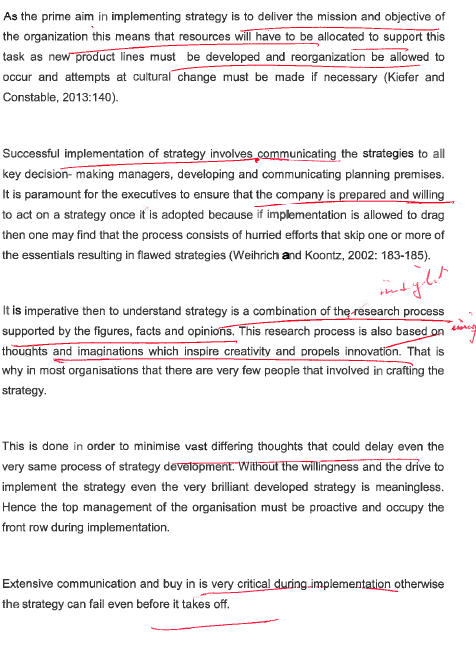 As the prime aim in implementing strategy is to deliver the mission and objective of
the organization this means that resources will have to be allocated to support this
task as new product lines must be developed and reorganization be allowed to
occur and attempts at cultural change must be made if necessary (Kiefer and
Constable, 2013:140).
Successful implementation of strategy involves communicating the strategies to all
key decision- making managers, developing and communicating planning premises.
It is paramount for the executives to ensure that the company is prepared and willing
to act on a strategy once it is adopted because if implementation is allowed to drag
then one may find that the process consists of hurried efforts that skip one or more of
the essentials resulting in flawed strategies (Weihrich and Koontz, 2002: 183-185).
insight
It is imperative then to understand strategy is a combination of the research process
supported by the figures, facts and opinions. This research process is also based on
thoughts and imaginations which inspire creativity and propels innovation. That is
why in most organisations that there are very few people that involved in crafting the
strategy.
This is done in order to minimise vast differing thoughts that could delay even the
very same process of strategy development. Without the willingness and the drive to
implement the strategy even the very brilliant developed strategy is meaningless.
Hence the top management of the organisation must be proactive and occupy the
front row during implementation.
Extensive communication and buy in is very critical during implementation otherwise
the strategy can fail even before it takes off.